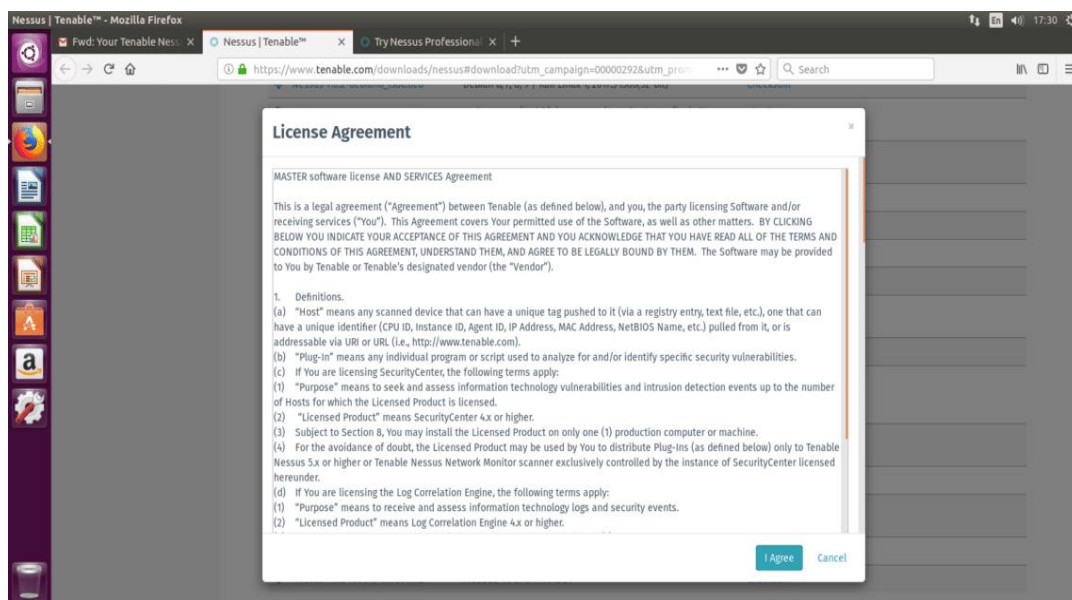 Nessus | Tenable™ - Mozilla Firefox
En 17:30
Fwd: Your Tenable Ness
Nessus | Tenable™
Try Nessus Professional
https://www.tenable.com/downloads/nessus#download?utm_campaign=00000292&utm_pro
Search
License Agreement
MASTER software license AND SERVICES Agreement
This is a legal agreement ("Agreement") between Tenable (as defined below), and you, the party licensing Software and/or
receiving services ("You"). This Agreement covers Your permitted use of the Software, as well as other matters. BY CLICKING
BELOW YOU INDICATE YOUR ACCEPTANCE OF THIS AGREEMENT AND YOU ACKNOWLEDGE THAT YOU HAVE READ ALL OF THE TERMS AND
CONDITIONS OF THIS AGREEMENT, UNDERSTAND THEM, AND AGREE TO BE LEGALLY BOUND BY THEM. The Software may be provided
to You by Tenable or Tenable's designated vendor (the "Vendor").
1. Definitions.
(a) "Host" means any scanned device that can have a unique tag pushed to it (via a registry entry, text file, etc.), one that can
have a unique identifier (CPU ID, Instance ID, Agent ID, IP Address, MAC Address, NetBIOS Name, etc.) pulled from it, or is
addressable via URI or URL (i.e., http://www.tenable.com).
(b) "Plug-In" means any individual program or script used to analyze for and/or identify specific security vulnerabilities.
(c) If You are licensing SecurityCenter, the following terms apply:
(1) "Purpose" means to seek and assess information technology vulnerabilities and intrusion detection events up to the number
of Hosts for which the Licensed Product is licensed.
(2) "Licensed Product" means SecurityCenter 4.x or higher.
(3) Subject to Section 8, You may install the Licensed Product on only one (1) production computer or machine.
(4) For the avoidance of doubt, the Licensed Product may be used by You to distribute Plug-Ins (as defined below) only to Tenable
Nessus 5.x or higher or Tenable Nessus Network Monitor scanner exclusively controlled by the instance of SecurityCenter licensed
hereunder.
(d) If You are licensing the Log Correlation Engine, the following terms apply:
(1) "Purpose" means to receive and assess information technology logs and security events.
(2) "Licensed Product" means Log Correlation Engine 4.x or higher.
I Agree Cancel